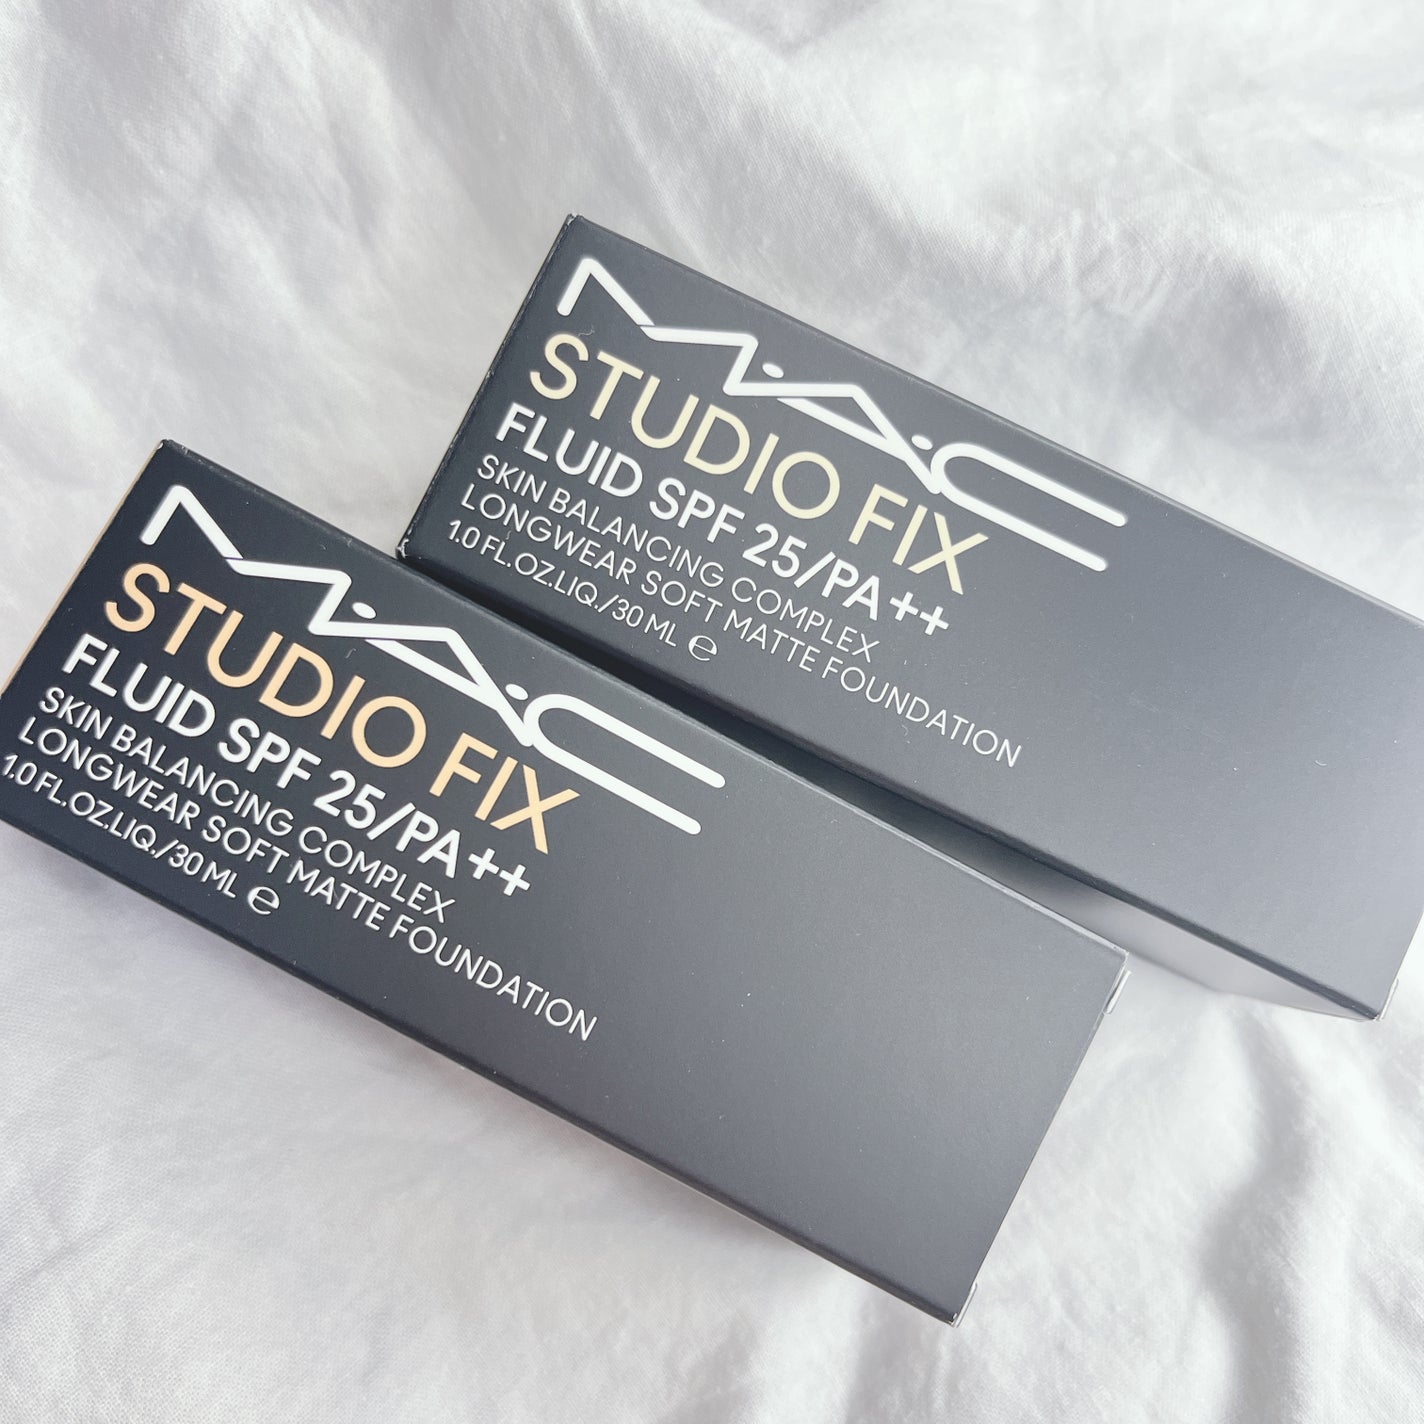 M·A·C
STUDIO FIX
FLUID SPF 25/PA++
SKIN BALANCING COMPLEX
LONGWEAR SOFT MATTE FOUNDATION
1.0 FL.OZ.LIQ./30 ML ℮
M·A·C
STUDIO FIX
FLUID SPF 25/PA++
SKIN BALANCING COMPLEX
LONGWEAR SOFT MATTE FOUNDATION
1.0 FL.OZ.LIQ./30 ML ℮